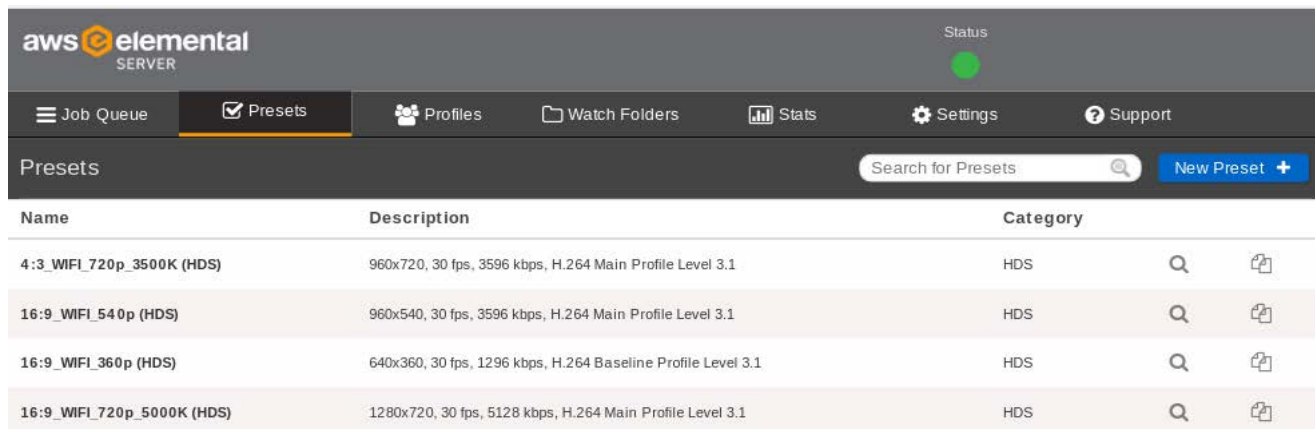 aws elemental
SERVER
Status
Job Queue Presets Profiles Watch Folders Stats Settings Support
Presets Search for Presets New Preset +
Name Description Category
4:3_WIFI_720p_3500K (HDS) 960x720, 30 fps, 3596 kbps, H.264 Main Profile Level 3.1 HDS
16:9_WIFI_540p (HDS) 960x540, 30 fps, 3596 kbps, H.264 Main Profile Level 3.1 HDS
16:9_WIFI_360p (HDS) 640x360, 30 fps, 1296 kbps, H.264 Baseline Profile Level 3.1 HDS
16:9_WIFI_720p_5000K (HDS) 1280x720, 30 fps, 5128 kbps, H.264 Main Profile Level 3.1 HDS